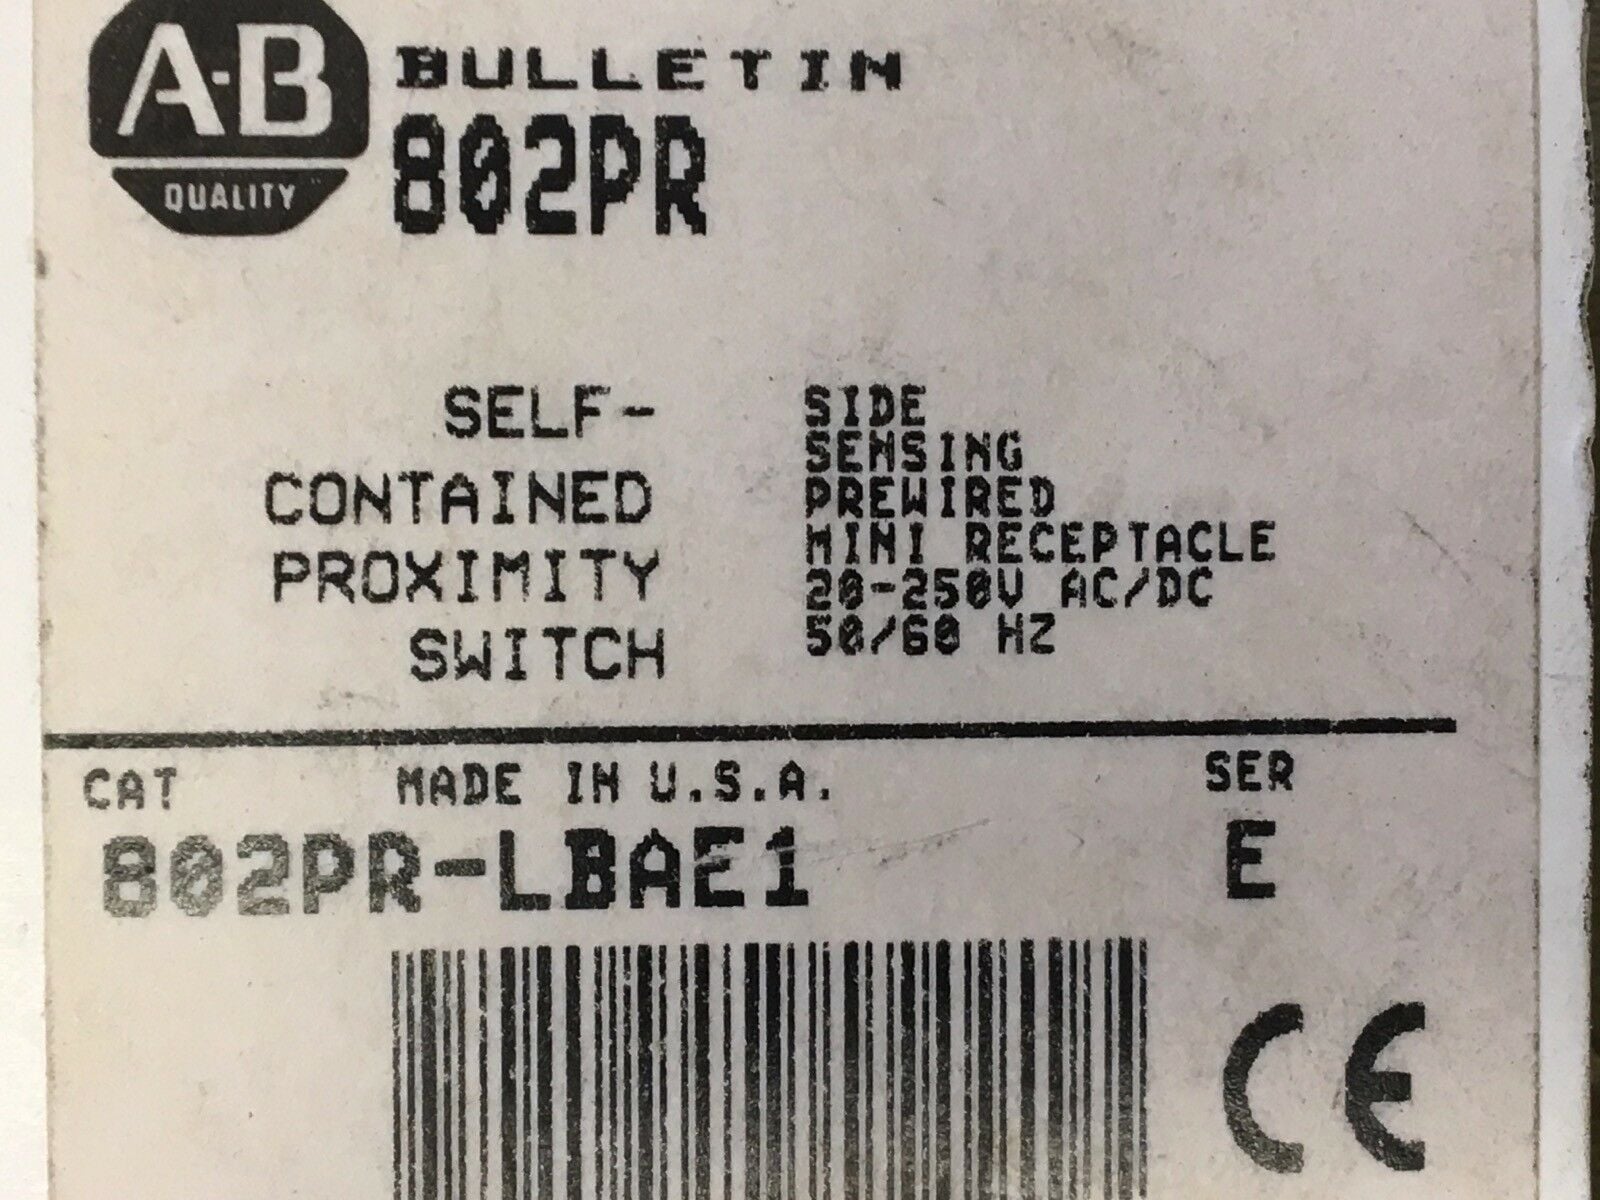 A-B
QUALITY
BULLETIN
802PR
SELF-
CONTAINED
PROXIMITY
SWITCH
SIDE
SENSING
PREWIRED
MINI RECEPTACLE
20-250V AC/DC
50/60 HZ
CAT
MADE IN U.S.A.
SER
802PR-LBAE1
E
CE